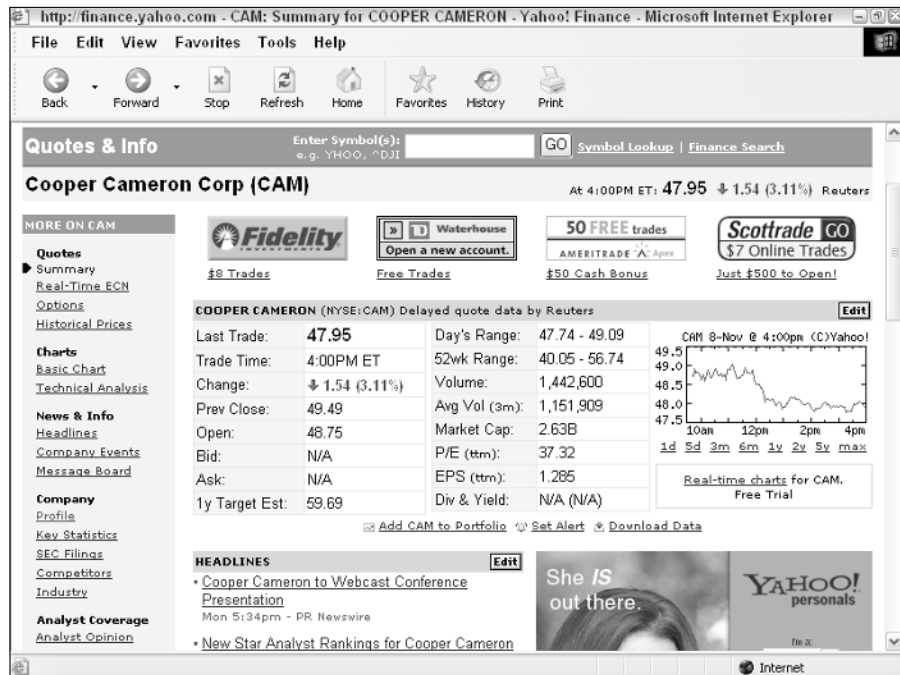 http://finance.yahoo.com - CAM: Summary for COOPER CAMERON - Yahoo! Finance - Microsoft Internet Explorer
File Edit View Favorites Tools Help
Back Forward Stop Refresh Home Favorites History Print
Quotes & Info Enter Symbol(s): GO Symbol Lookup | Finance Search
e.g. YHOO, ^DJI
Cooper Cameron Corp (CAM) At 4:00PM ET: 47.95 1.54 (3.11%) Reuters
MORE ON CAM
Quotes
Summary
Real-Time ECN
Options
Historical Prices
Charts
Basic Chart
Technical Analysis
News & Info
Headlines
Company Events
Message Board
Company
Profile
Key Statistics
SEC Filings
Competitors
Industry
Analyst Coverage
Analyst Opinion
Fidelity
INVESTMENTS
$8 Trades
TD Waterhouse
Open a new account.
Free Trades
50 FREE trades
AMERITRADE Apex
$50 Cash Bonus
Scottrade GO
$7 Online Trades
Just $500 to Open!
COOPER CAMERON (NYSE:CAM) Delayed quote data by Reuters Edit
Last Trade: 47.95
Trade Time: 4:00PM ET
Change: 1.54 (3.11%)
Prev Close: 49.49
Open: 48.75
Bid: N/A
Ask: N/A
1y Target Est: 59.69
Day's Range: 47.74 - 49.09
52wk Range: 40.05 - 56.74
Volume: 1,442,600
Avg Vol (3m): 1,151,909
Market Cap: 2.63B
P/E (ttm): 37.32
EPS (ttm): 1.285
Div & Yield: N/A (N/A)
CAM 8-Nov @ 4:00pm (C)Yahoo!
49.5
49.0
48.5
48.0
47.5
10am 12pm 2pm 4pm
1d 5d 3m 6m 1y 2y 5y max
Real-time charts for CAM.
Free Trial
Add CAM to Portfolio Set Alert Download Data
HEADLINES Edit
Cooper Cameron to Webcast Conference
Presentation
Mon 5:34pm - PR Newswire
New Star Analyst Rankings for Cooper Cameron
She IS
out there.
YAHOO!
personals
I'm a:
Internet